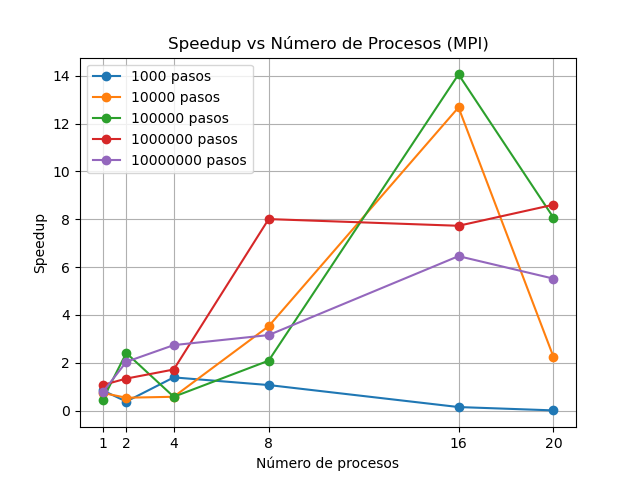 Speedup vs Número de Procesos (MPI)
1000 pasos
10000 pasos
100000 pasos
1000000 pasos
10000000 pasos
Speedup
14
12
10
8
6
4
2
0
1 2 4 8 16 20
Número de procesos